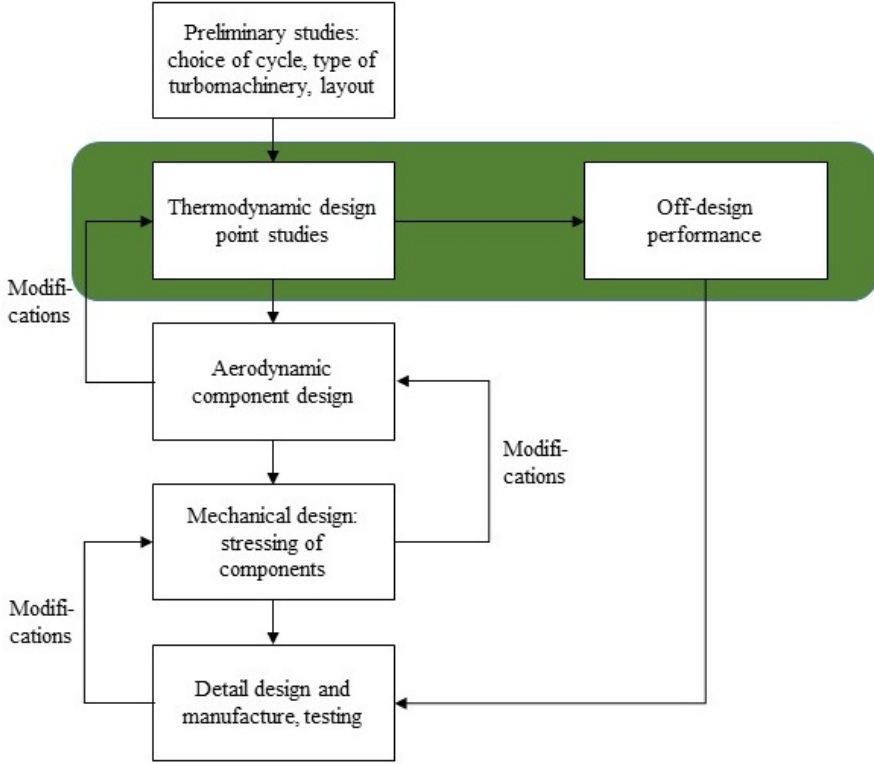 Preliminary studies:
choice of cycle, type of
turbomachinery, layout
Thermodynamic design
point studies
Off-design
performance
Modifi-
cations
Aerodynamic
component design
Modifi-
cations
Mechanical design:
stressing of
components
Modifi-
cations
Detail design and
manufacture, testing